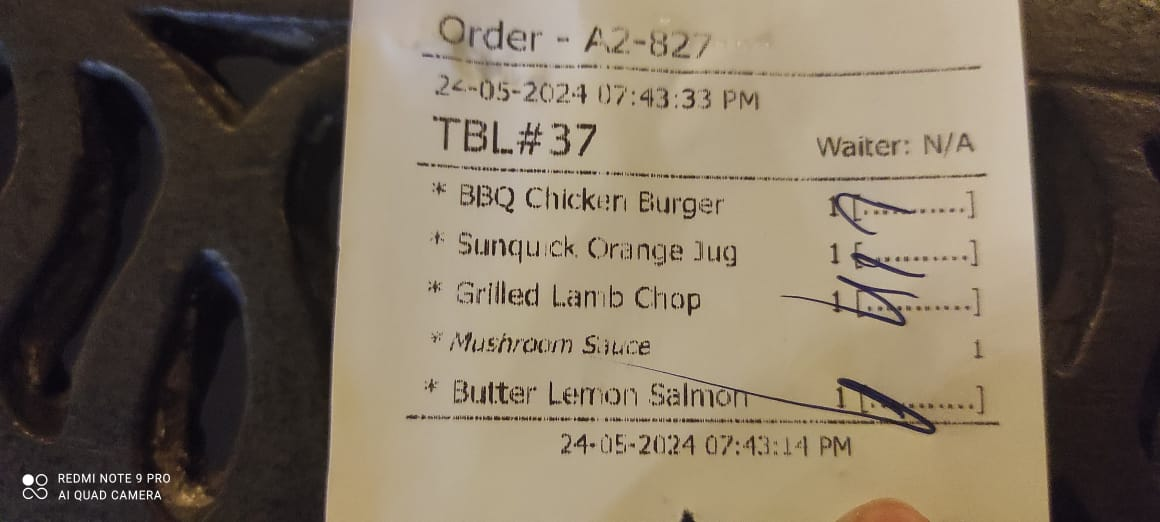 Order - A2-827
24-05-2024 07:43:33 PM
TBL#37 Waiter: N/A
* BBQ Chicken Burger 1 [............]
* Sunquick Orange Jug 1 [............]
* Grilled Lamb Chop 1 [............]
* Mushroom Sauce 1
* Butter Lemon Salmon 1 [............]
24-05-2024 07:43:14 PM
REDMI NOTE 9 PRO
AI QUAD CAMERA